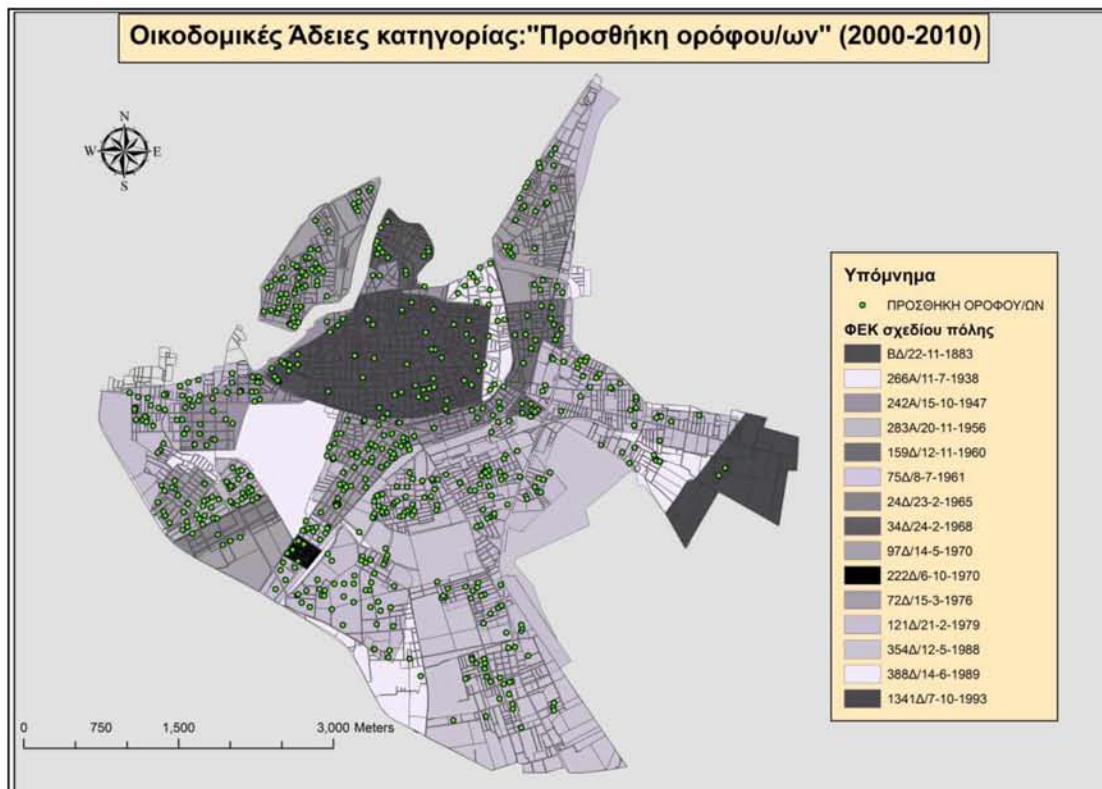 Οικοδομικές Άδειες κατηγορίας:"Προσθήκη ορόφου/ων" (2000-2010)
N
W E
S
Υπόμνημα
ΠΡΟΣΘΗΚΗ ΟΡΟΦΟΥ/ΩΝ
ΦΕΚ σχεδίου πόλης
ΒΔ/22-11-1883
266Α/11-7-1938
242Α/15-10-1947
283Α/20-11-1956
159Δ/12-11-1960
75Δ/8-7-1961
24Δ/23-2-1965
34Δ/24-2-1968
97Δ/14-5-1970
222Δ/6-10-1970
72Δ/15-3-1976
121Δ/21-2-1979
354Δ/12-5-1988
388Δ/14-6-1989
1341Δ/7-10-1993
0 750 1,500 3,000 Meters